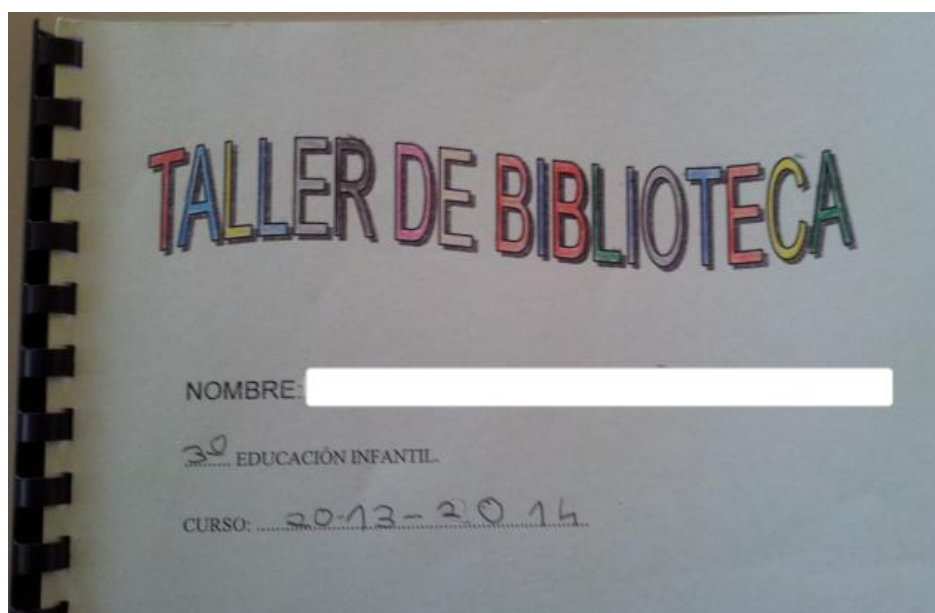 TALLER DE BIBLIOTECA
NOMBRE:
3º EDUCACIÓN INFANTIL.
CURSO: 2013-2014